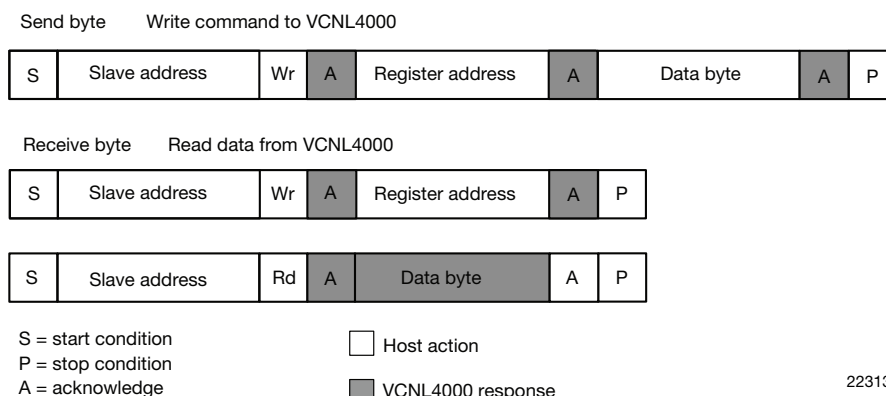 Send byte Write command to VCNL4000
S Slave address Wr A Register address A Data byte A P
Receive byte Read data from VCNL4000
S Slave address Wr A Register address A P
S Slave address Rd A Data byte A P
S = start condition
P = stop condition
A = acknowledge
Host action
VCNL4000 response
22313